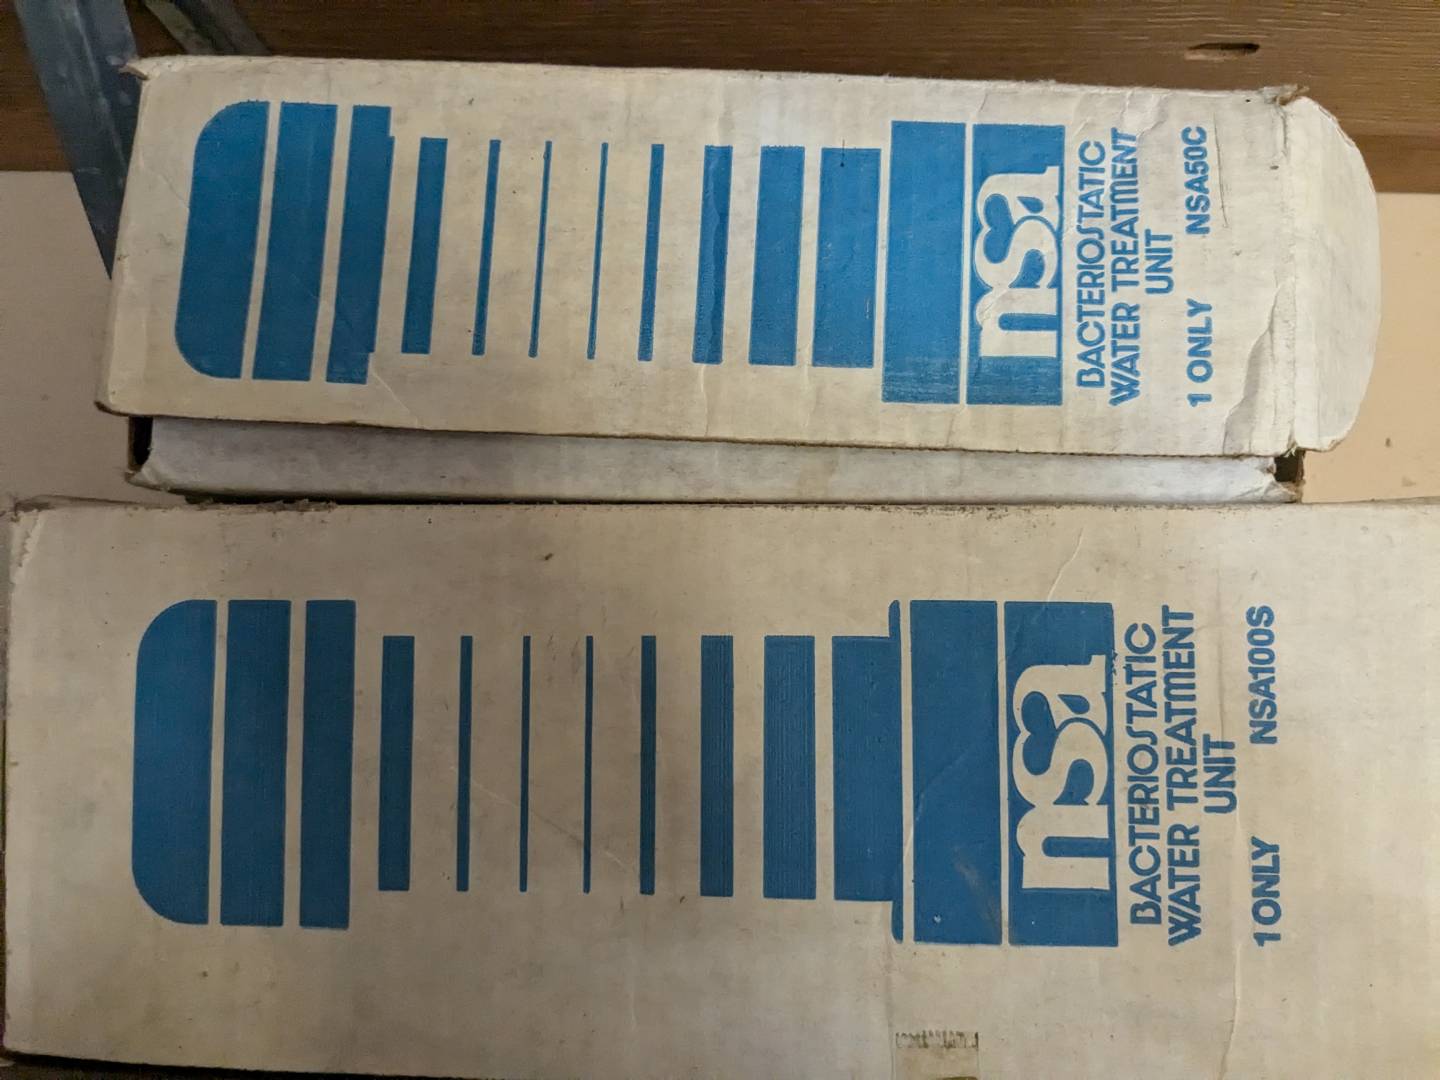 nsa
BACTERIOSTATIC
WATER TREATMENT
UNIT
1 ONLY NSA50C
nsa
BACTERIOSTATIC
WATER TREATMENT
UNIT
1 ONLY NSA100S